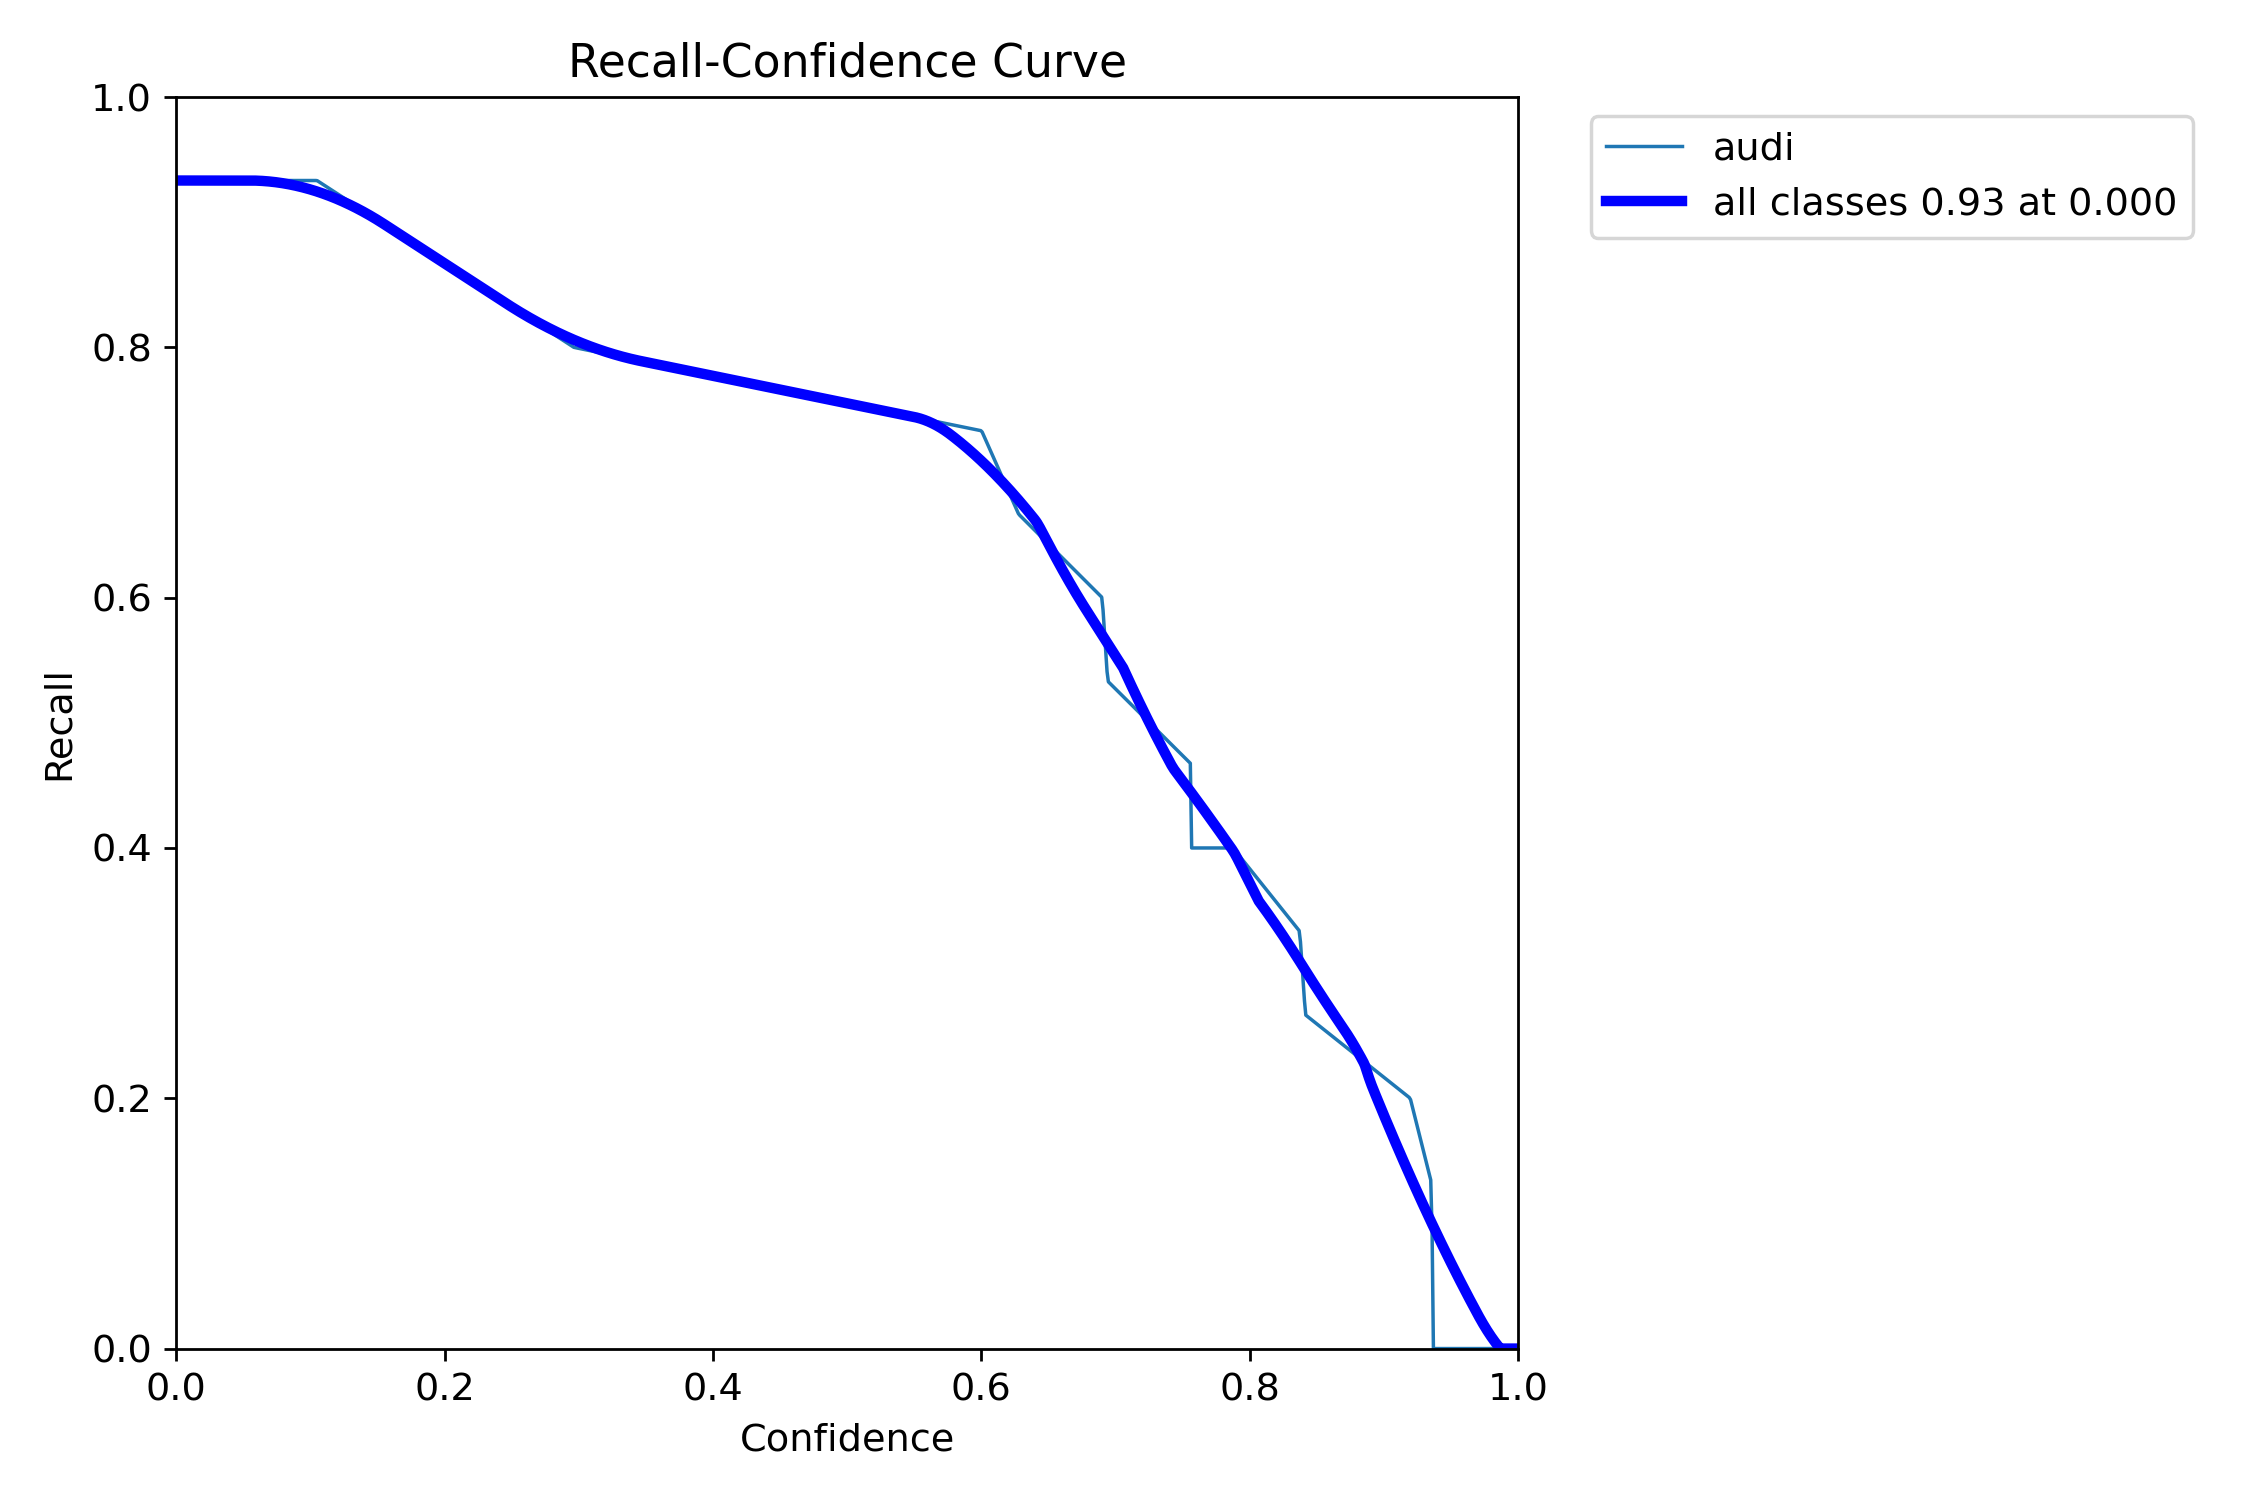 Recall-Confidence Curve
1.0
0.8
0.6
0.4
0.2
0.0
Recall
0.0 0.2 0.4 0.6 0.8 1.0
Confidence
audi
all classes 0.93 at 0.000